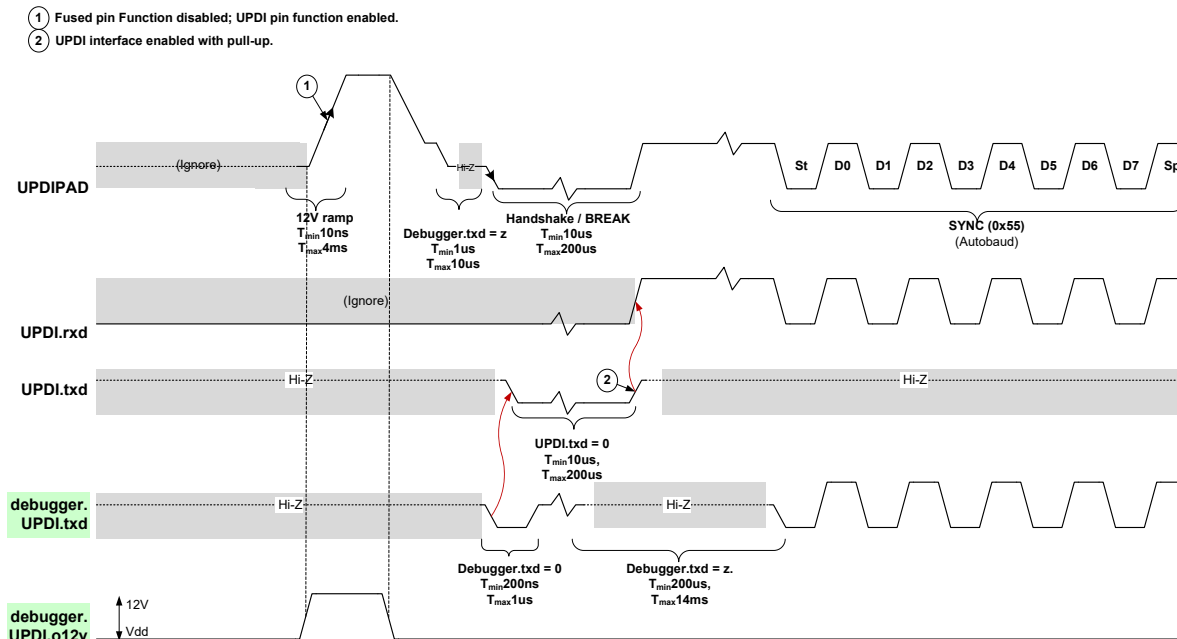 1 Fused pin Function disabled; UPDI pin function enabled.
2 UPDI interface enabled with pull-up.
1
(Ignore)
Hi-Z
St D0 D1 D2 D3 D4 D5 D6 D7 Sp
UPDIPAD
12V ramp
Tmin10ns
Tmax4ms
Debugger.txd = z
Tmin1us
Tmax10us
Handshake / BREAK
Tmin10us
Tmax200us
SYNC (0x55)
(Autobaud)
(Ignore)
UPDI.rxd
Hi-Z
2
Hi-Z
UPDI.txd
UPDI.txd = 0
Tmin10us,
Tmax200us
debugger.
UPDI.txd
Hi-Z
Hi-Z
Debugger.txd = 0
Tmin200ns
Tmax1us
Debugger.txd = z.
Tmin200us,
Tmax14ms
debugger.
UPDI.o12v
12V
Vdd